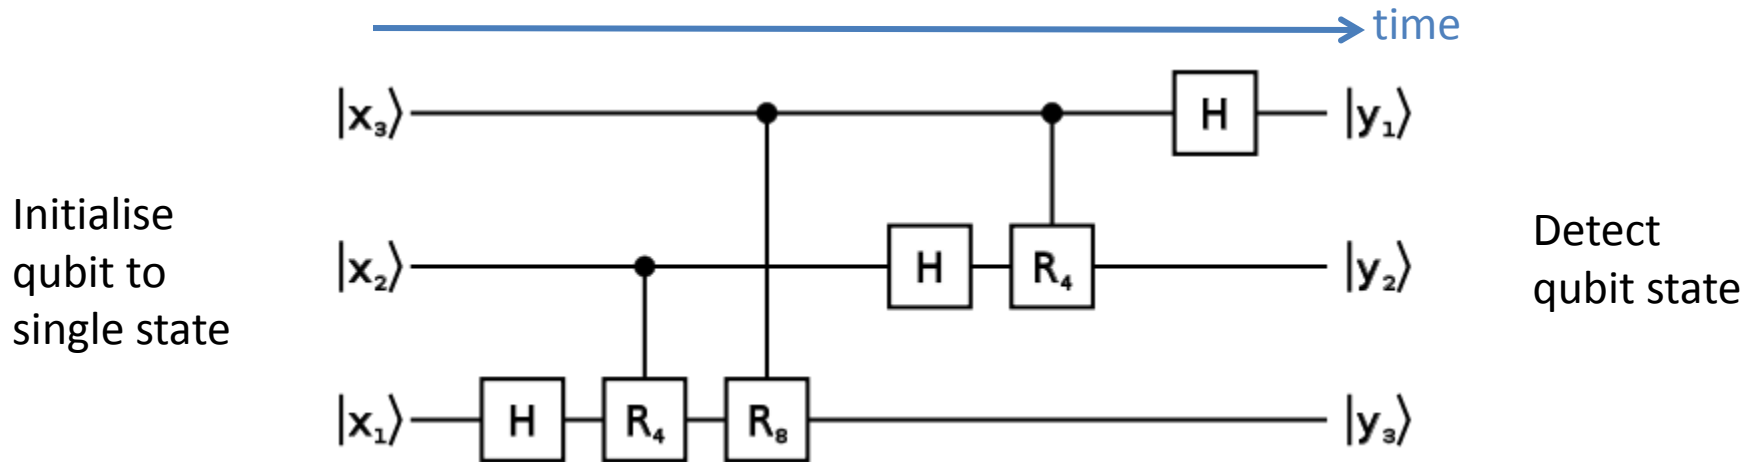 time
|x₃⟩ H |y₁⟩
Initialise
qubit to
single state
|x₂⟩ H R₄ |y₂⟩
Detect
qubit state
|x₁⟩ H R₄ R₈ |y₃⟩